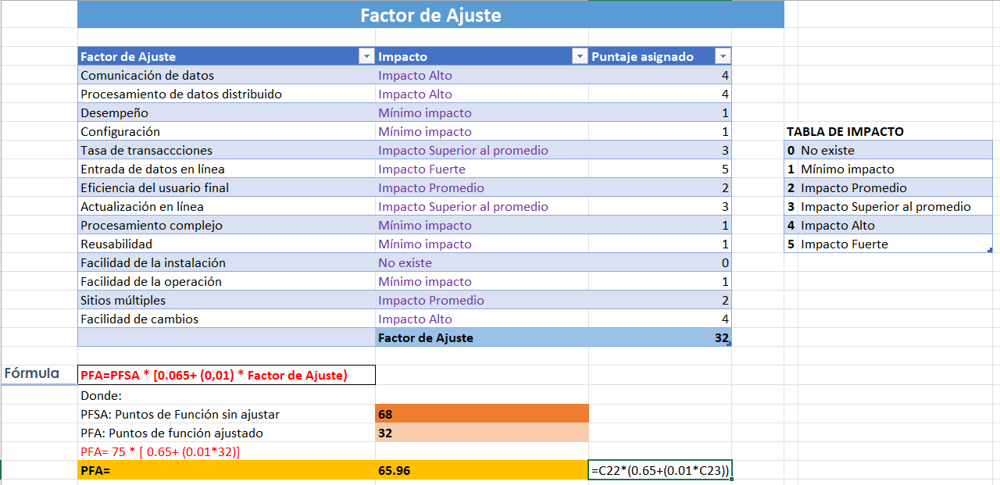 Factor de Ajuste
Factor de Ajuste Impacto Puntaje asignado
Comunicación de datos Impacto Alto 4
Procesamiento de datos distribuido Impacto Alto 4
Desempeño Mínimo impacto 1
Configuración Mínimo impacto 1
TABLA DE IMPACTO
Tasa de transaccciones Impacto Superior al promedio 3
0 No existe
Entrada de datos en línea Impacto Fuerte 5
1 Mínimo impacto
Eficiencia del usuario final Impacto Promedio 2
2 Impacto Promedio
Actualización en línea Impacto Superior al promedio 3
3 Impacto Superior al promedio
Procesamiento complejo Mínimo impacto 1
4 Impacto Alto
Reusabilidad Mínimo impacto 1
5 Impacto Fuerte
Facilidad de la instalación No existe 0
Facilidad de la operación Mínimo impacto 1
Sitios múltiples Impacto Promedio 2
Facilidad de cambios Impacto Alto 4
Factor de Ajuste 32
Fórmula PFA=PFSA * [0.065+ (0,01) * Factor de Ajuste)
Donde:
PFSA: Puntos de Función sin ajustar 68
PFA: Puntos de función ajustado 32
PFA= 75 * [ 0.65+ (0.01*32)]
PFA= 65.96 =C22*(0.65+(0.01*C23))